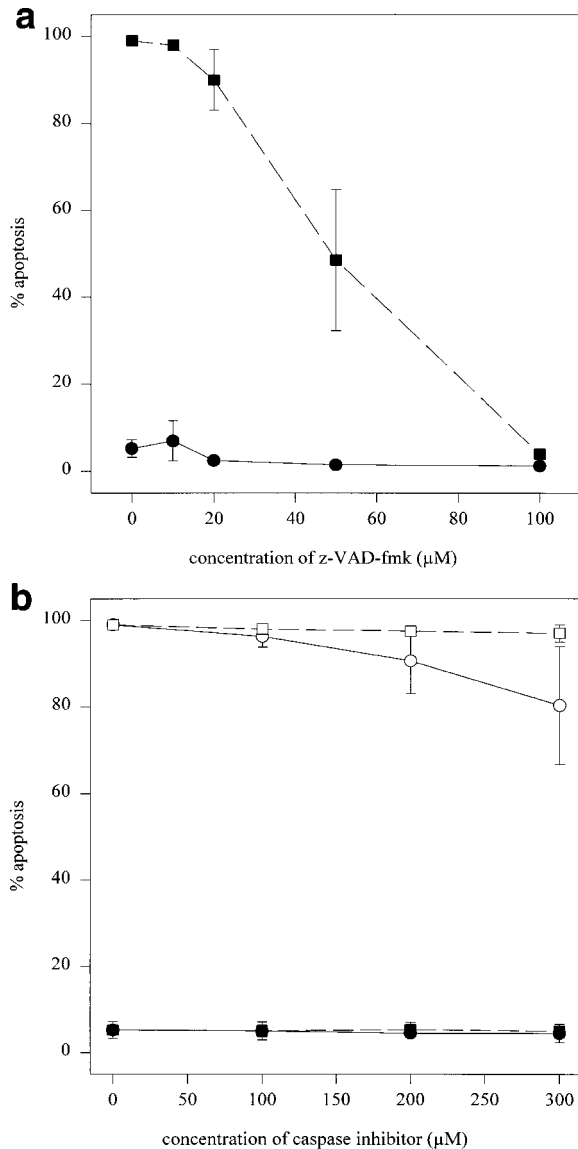 a
100
80
60
40
20
0
% apoptosis
0 20 40 60 80 100
concentration of z-VAD-fmk (μM)
b
100
80
60
40
20
0
% apoptosis
0 50 100 150 200 250 300
concentration of caspase inhibitor (μM)